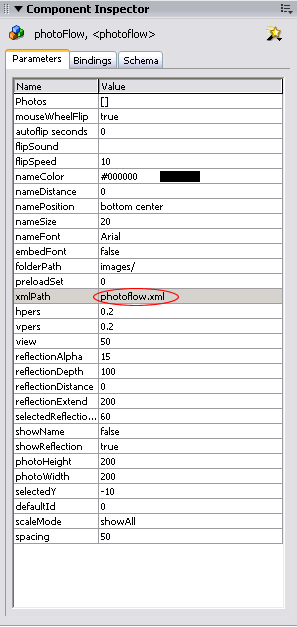 Component Inspector
photoFlow, <photoflow>
Parameters Bindings Schema
Name Value
Photos []
mouseWheelFlip true
autoflip seconds 0
flipSound
flipSpeed 10
nameColor #000000
nameDistance 0
namePosition bottom center
nameSize 20
nameFont Arial
embedFont false
folderPath images/
preloadSet 0
xmlPath photoflow.xml
hpers 0.2
vpers 0.2
view 50
reflectionAlpha 15
reflectionDepth 100
reflectionDistance 0
reflectionExtend 200
selectedReflectio... 60
showName false
showReflection true
photoHeight 200
photoWidth 200
selectedY -10
defaultId 0
scaleMode showAll
spacing 50